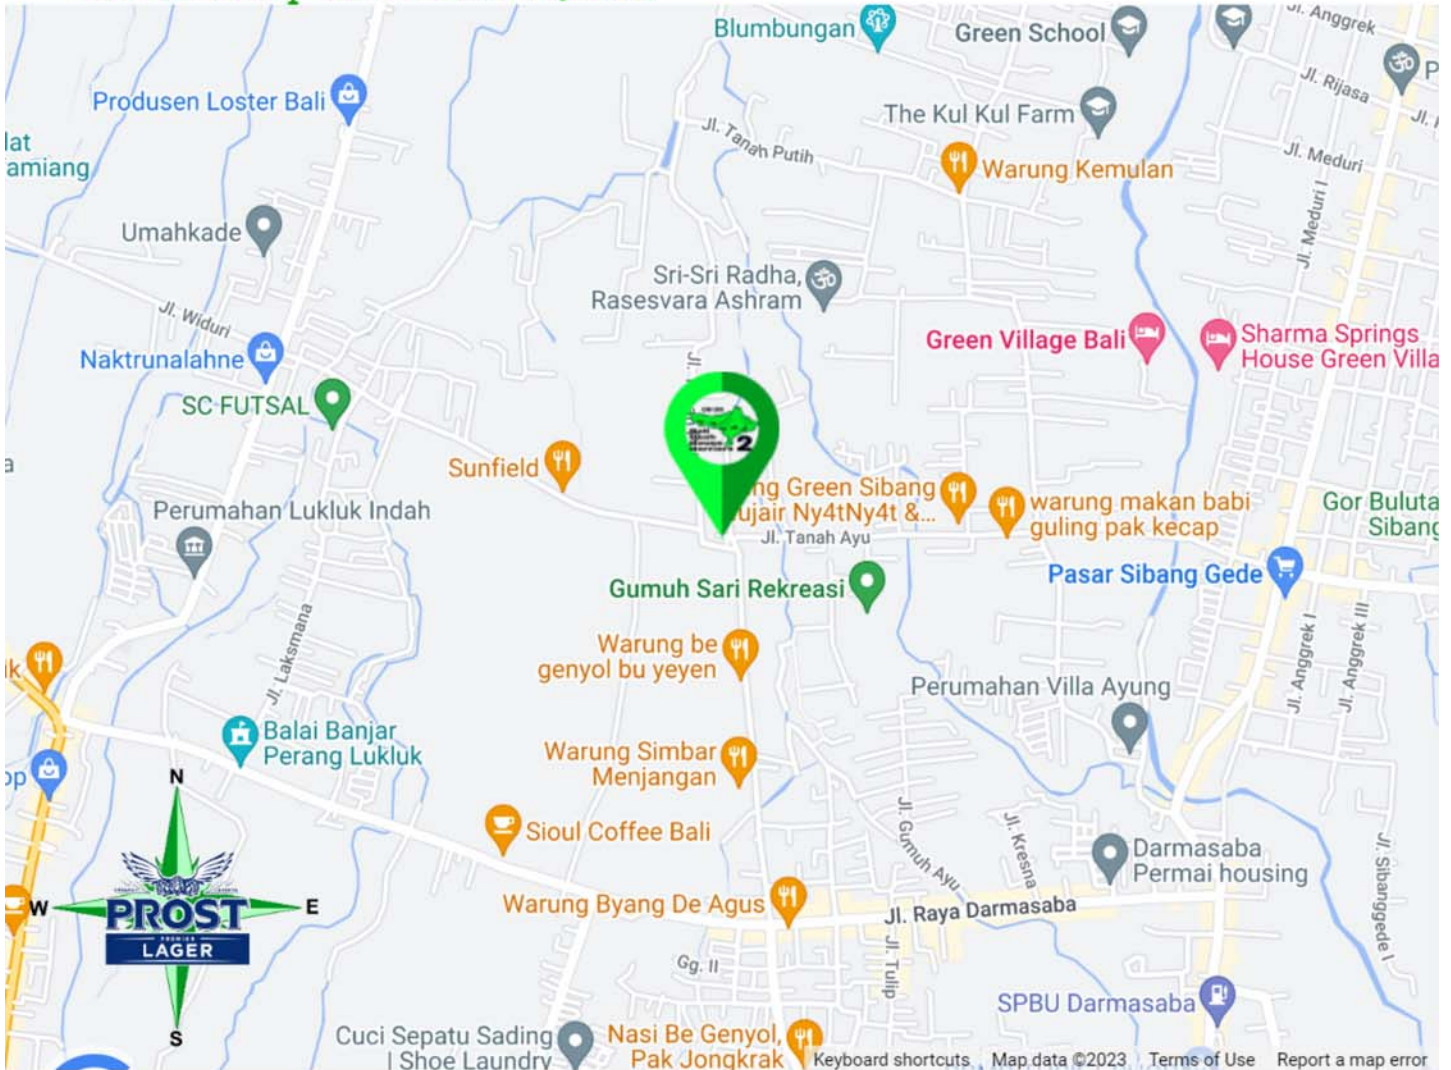 Blumbungan
Green School
Jl. Anggrek
Produsen Loster Bali
Jl. Rijasa
The Kul Kul Farm
Jl. Tanah Putih
lat
amiang
Jl. Meduri
Warung Kemulan
Umahkade
Jl. Meduri I
Sri-Sri Radha,
Rasesvara Ashram
Jl. Widuri
Green Village Bali
Sharma Springs
House Green Villa
Naktrunalahne
Jl.
SC FUTSAL
2
Sunfield
ng Green Sibang
ujair Ny4tNy4t &...
warung makan babi
guling pak kecap
Gor Buluta
Sibang
Perumahan Lukluk Indah
Jl. Tanah Ayu
Pasar Sibang Gede
Gumuh Sari Rekreasi
Jl. Laksmana
Warung be
genyol bu yeyen
Jl. Anggrek I
Jl. Anggrek III
Perumahan Villa Ayung
k
Balai Banjar
Perang Lukluk
Warung Simbar
Menjangan
op
N
Sioul Coffee Bali
Jl. Gumuh Ayu
Jl. Kresna
Darmasaba
Permai housing
Jl. Sibanggede I
W
E
PROST
PREMIER
LAGER
Warung Byang De Agus
Jl. Raya Darmasaba
Gg. II
Jl. Tulip
SPBU Darmasaba
S
Cuci Sepatu Sading
| Shoe Laundry
Nasi Be Genyol,
Pak Jongkrak
Keyboard shortcuts
Map data ©2023
Terms of Use
Report a map error